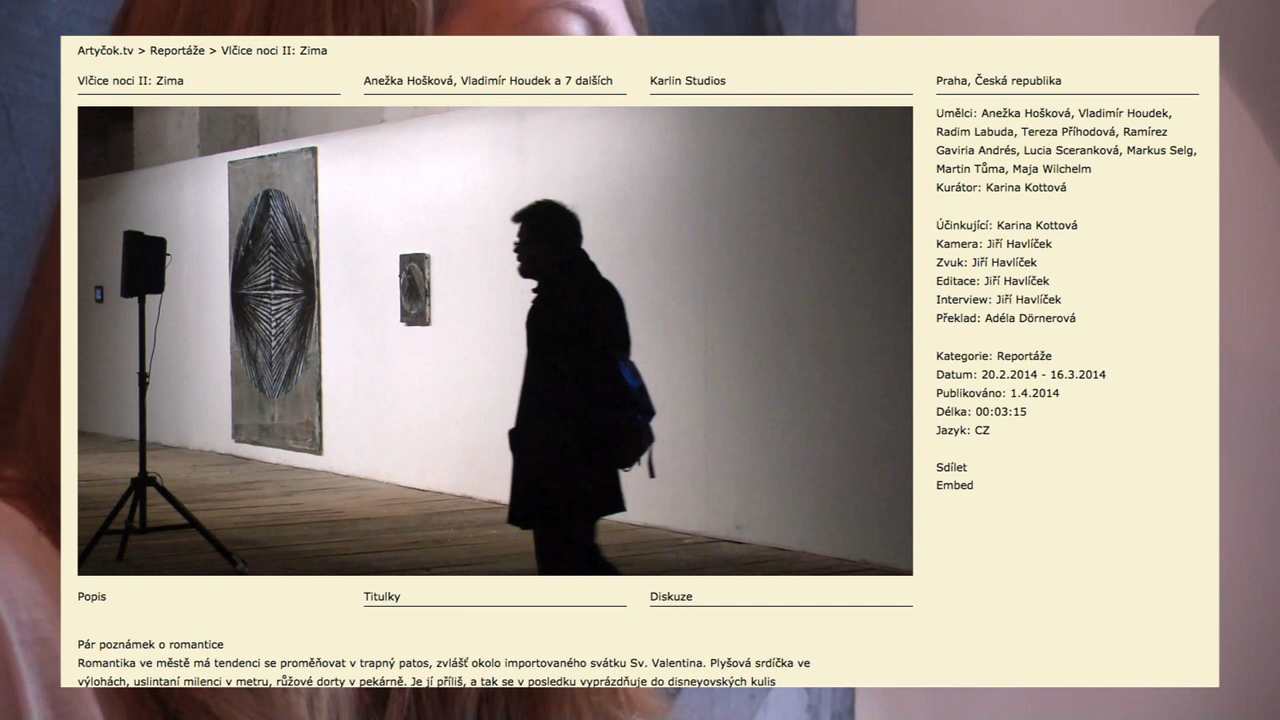 Artyčok.tv > Reportáže > Vlčice noci II: Zima
Vlčice noci II: Zima
Anežka Hošková, Vladimír Houdek a 7 dalších
Karlin Studios
Praha, Česká republika
Umělci: Anežka Hošková, Vladimír Houdek,
Radim Labuda, Tereza Příhodová, Ramírez
Gaviria Andrés, Lucia Sceranková, Markus Selg,
Martin Tůma, Maja Wilchelm
Kurátor: Karina Kottová
Účinkující: Karina Kottová
Kamera: Jiří Havlíček
Zvuk: Jiří Havlíček
Editace: Jiří Havlíček
Interview: Jiří Havlíček
Překlad: Adéla Dörnerová
Kategorie: Reportáže
Datum: 20.2.2014 - 16.3.2014
Publikováno: 1.4.2014
Délka: 00:03:15
Jazyk: CZ
Sdílet
Embed
Popis
Titulky
Diskuze
Pár poznámek o romantice
Romantika ve městě má tendenci se proměňovat v trapný patos, zvlášť okolo importovaného svátku Sv. Valentina. Plyšová srdíčka ve
výlohách, uslintaní milenci v metru, růžové dorty v pekárně. Je jí příliš, a tak se v posledku vyprázdňuje do disneyovských kulis